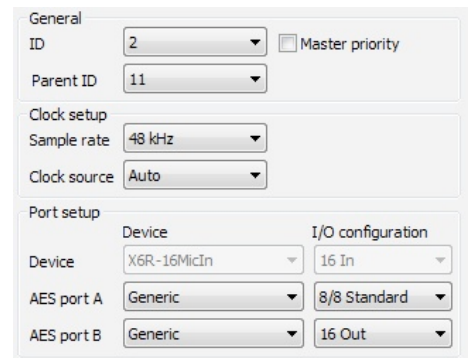 General
ID 2 Master priority
Parent ID 11
Clock setup
Sample rate 48 kHz
Clock source Auto
Port setup
Device I/O configuration
Device X6R-16MicIn 16 In
AES port A Generic 8/8 Standard
AES port B Generic 16 Out